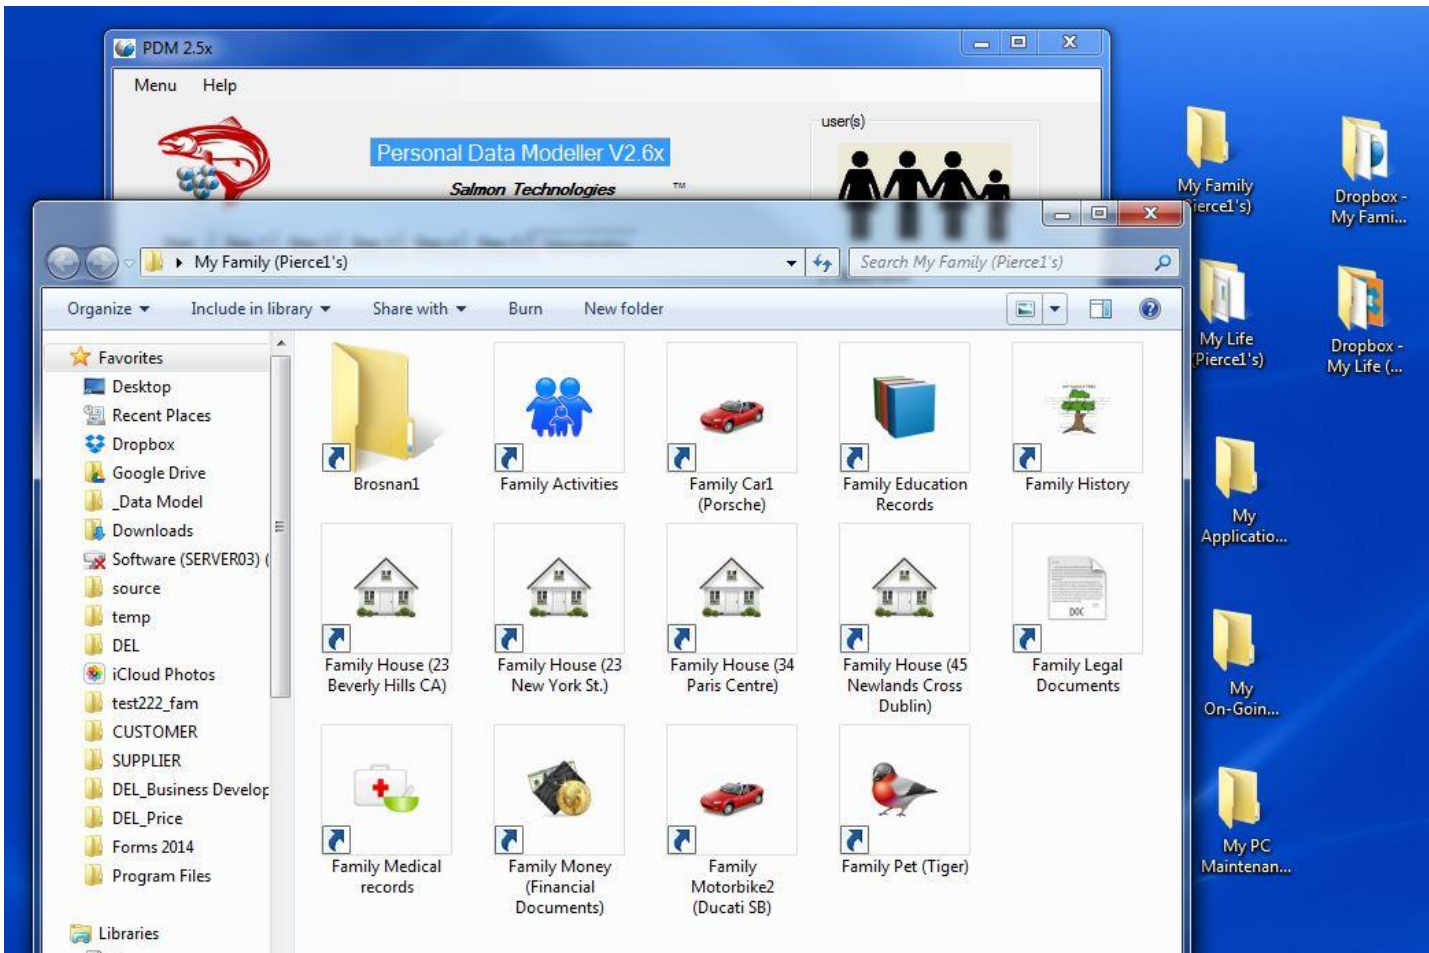 PDM 2.5x
Menu Help
user(s)
Personal Data Modeller V2.6x
Salmon Technologies TM
My Family (Pierce1's)
Search My Family (Pierce1's)
Organize
Include in library
Share with
Burn
New folder
Favorites
Desktop
Recent Places
Dropbox
Google Drive
_Data Model
Downloads
Software (SERVER03) (
source
temp
DEL
iCloud Photos
test222_fam
CUSTOMER
SUPPLIER
DEL_Business Develop
DEL_Price
Forms 2014
Program Files
Libraries
Brosnan1
Family Activities
Family Car1
(Porsche)
Family Education
Records
Family History
Family House (23
Beverly Hills CA)
Family House (23
New York St.)
Family House (34
Paris Centre)
Family House (45
Newlands Cross
Dublin)
DOC
Family Legal
Documents
Family Medical
records
Family Money
(Financial
Documents)
Family
Motorbike2
(Ducati SB)
Family Pet (Tiger)
My Family
Pierce1's)
Dropbox -
My Fami...
My Life
(Pierce1's)
Dropbox -
My Life (...
My
Applicatio...
My
On-Goin...
My PC
Maintenan...